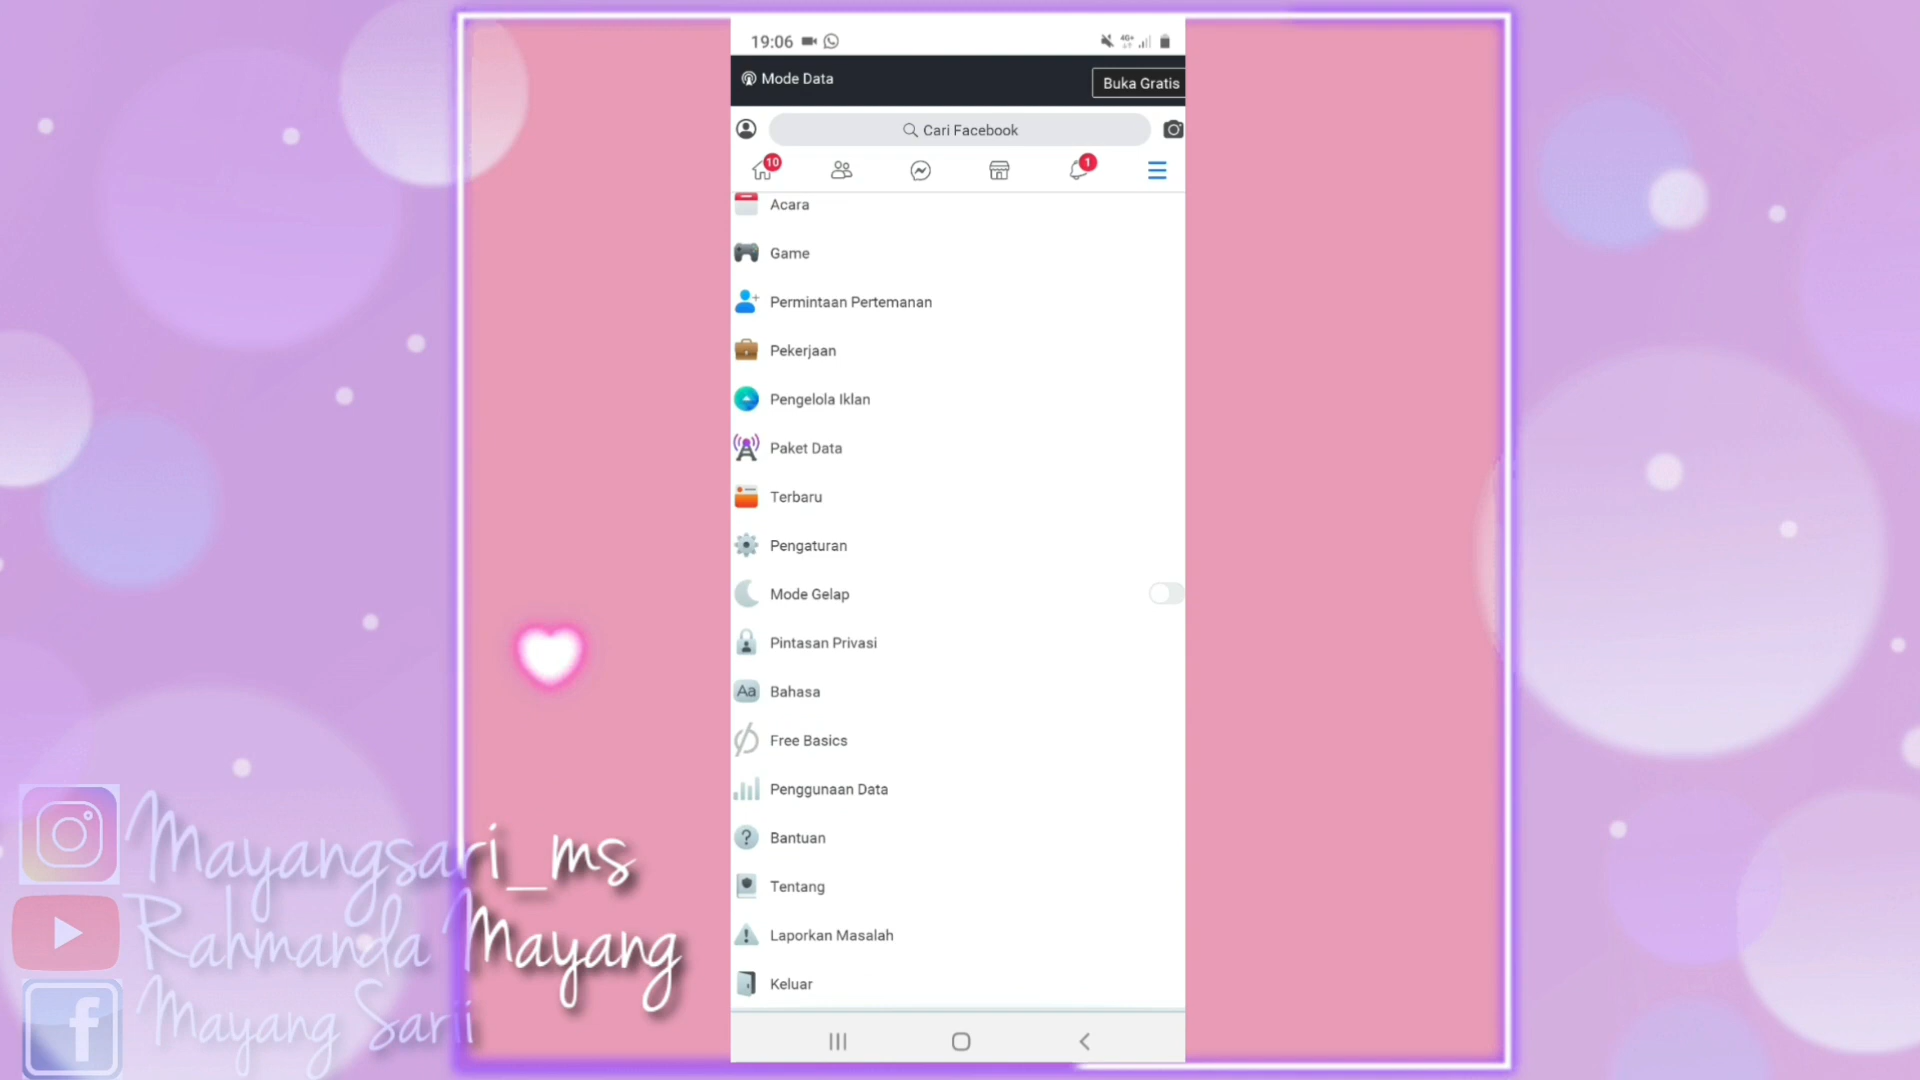 19:06
4G+
Mode Data
Buka Gratis
Cari Facebook
10
1
Acara
Game
Permintaan Pertemanan
Pekerjaan
Pengelola Iklan
Paket Data
Terbaru
Pengaturan
Mode Gelap
Pintasan Privasi
Aa
Bahasa
Free Basics
Penggunaan Data
?
Bantuan
Tentang
Laporkan Masalah
Keluar
Mayangsari_ms
Rahmanda Mayang
f
Mayang Sarii